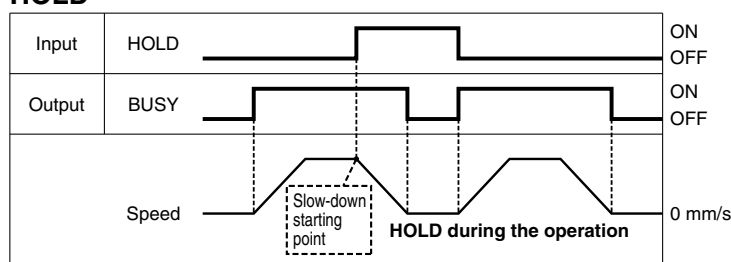 HOLD
Input HOLD ON
OFF
Output BUSY ON
OFF
Speed 0 mm/s
Slow-down
starting
point
HOLD during the operation